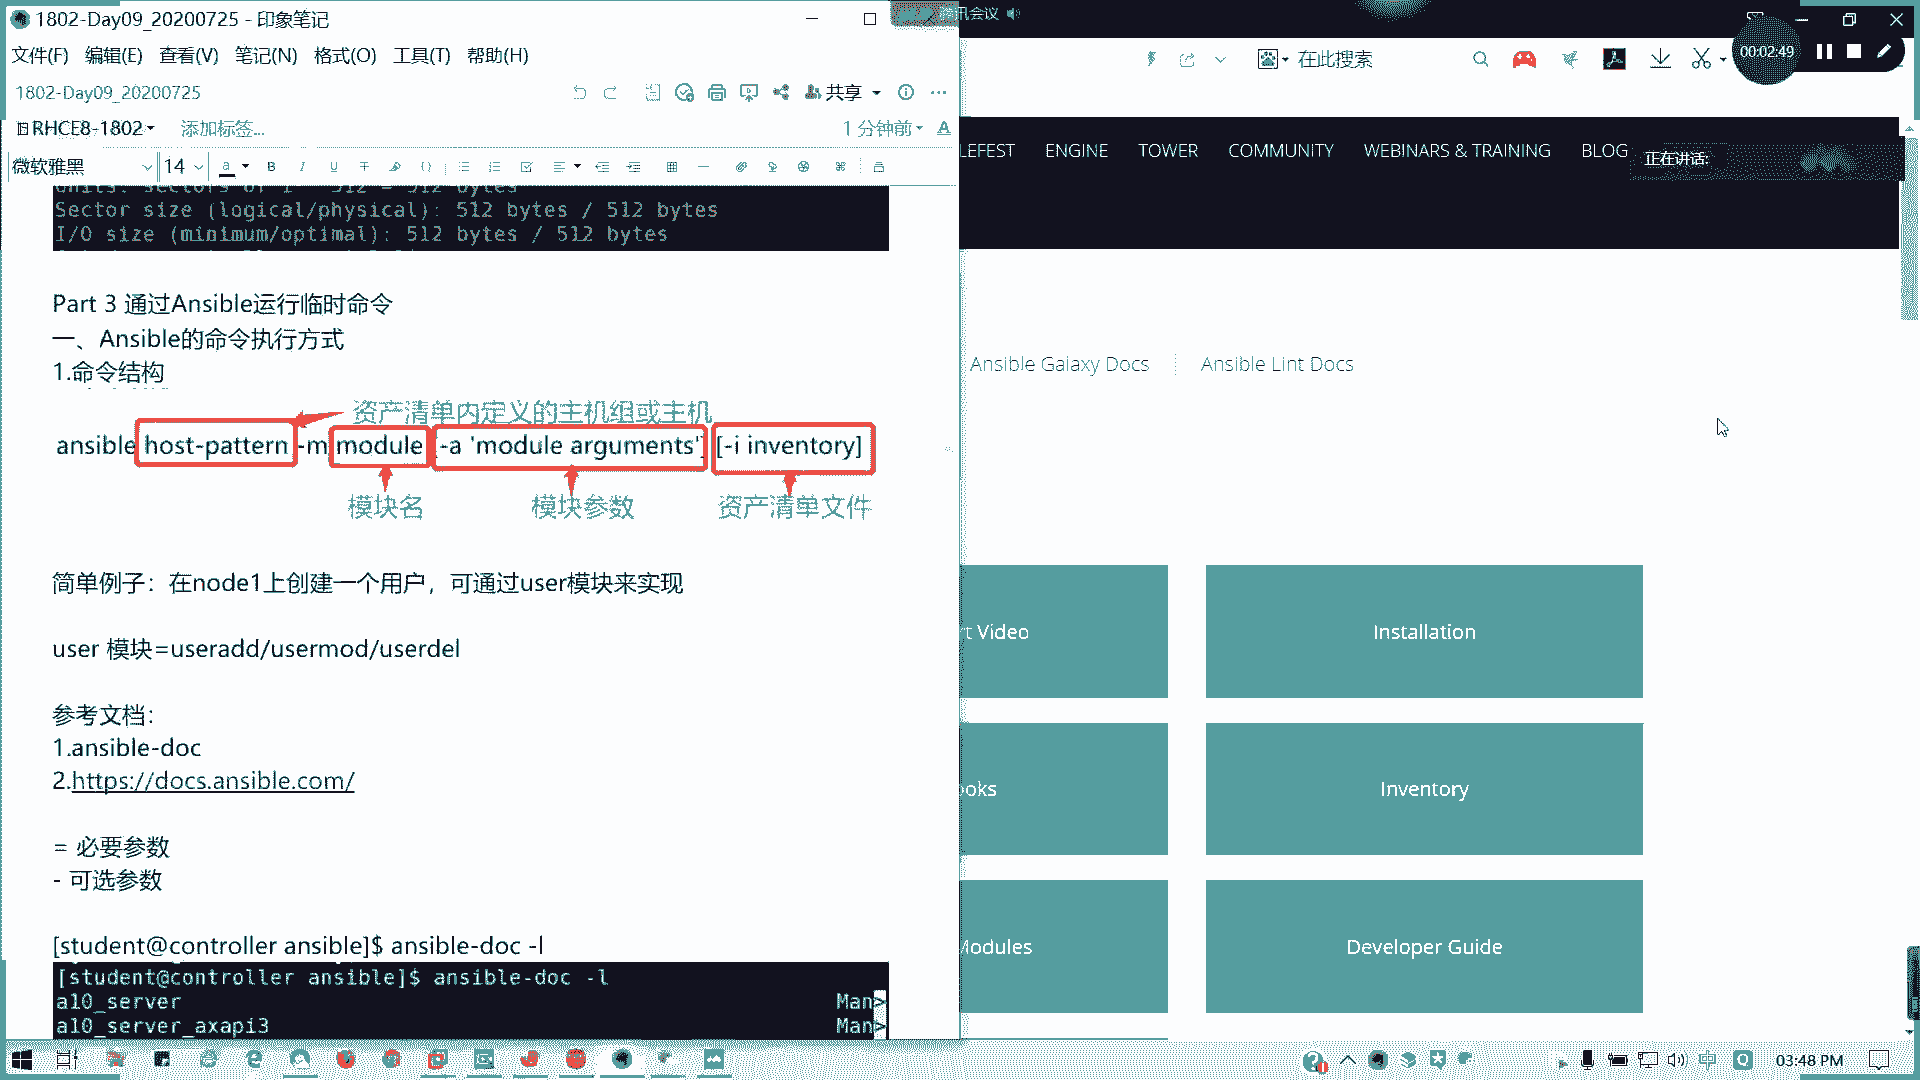 1802-Day09_20200725 - 印象笔记
文件(F) 编辑(E) 查看(V) 笔记(N) 格式(O) 工具(T) 帮助(H)
1802-Day09_20200725
共享
RHCE8-1802
添加标签...
1 分钟前
微软雅黑
14
Units: sectors of 1 * 512 = 512 bytes
Sector size (logical/physical): 512 bytes / 512 bytes
I/O size (minimum/optimal): 512 bytes / 512 bytes
Part 3 通过Ansible运行临时命令
一、Ansible的命令执行方式
1.命令结构
资产清单内定义的主机组或主机
ansible host-pattern -m module [-a 'module arguments'] [-i inventory]
模块名 模块参数 资产清单文件
简单例子：在node1上创建一个用户，可通过user模块来实现
user 模块=useradd/usermod/userdel
参考文档：
1.ansible-doc
2.https://docs.ansible.com/
= 必要参数
- 可选参数
[student@controller ansible]$ ansible-doc -l
[student@controller ansible]$ ansible-doc -l
a10_server Man>
a10_server_axapi3 Man>
讯会议
在此搜索
00:02:49
LEFEST ENGINE TOWER COMMUNITY WEBINARS & TRAINING BLOG
正在讲话:
Ansible Galaxy Docs Ansible Lint Docs
rt Video Installation
ooks Inventory
Modules Developer Guide
中
03:48 PM